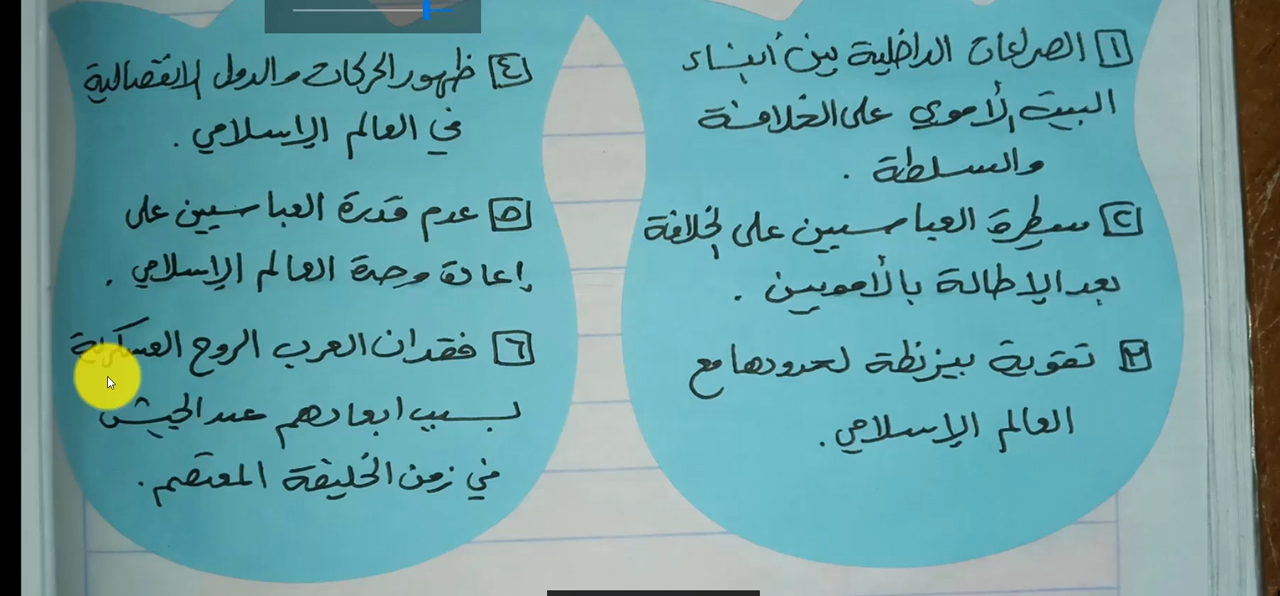 ١ الصراعات الداخلية بين أبناء
البيت الأموي على الخلافة
والسلطة .
٢ سيطرة العباسيين على الخلافة
بعد الإطالة بالأمويين .
٣ تقوية بيزنطة لحدودها مع
العالم الإسلامي .
٤ ظهور الحركات والدول الانفصالية
في العالم الإسلامي .
٥ عدم قدرة العباسيين على
إعادة وحدة العالم الإسلامي .
٦ فقدان العرب الروح العسكرية
بسبب ابعادهم عند الجيش
في زمن الخليفة المعتصم .